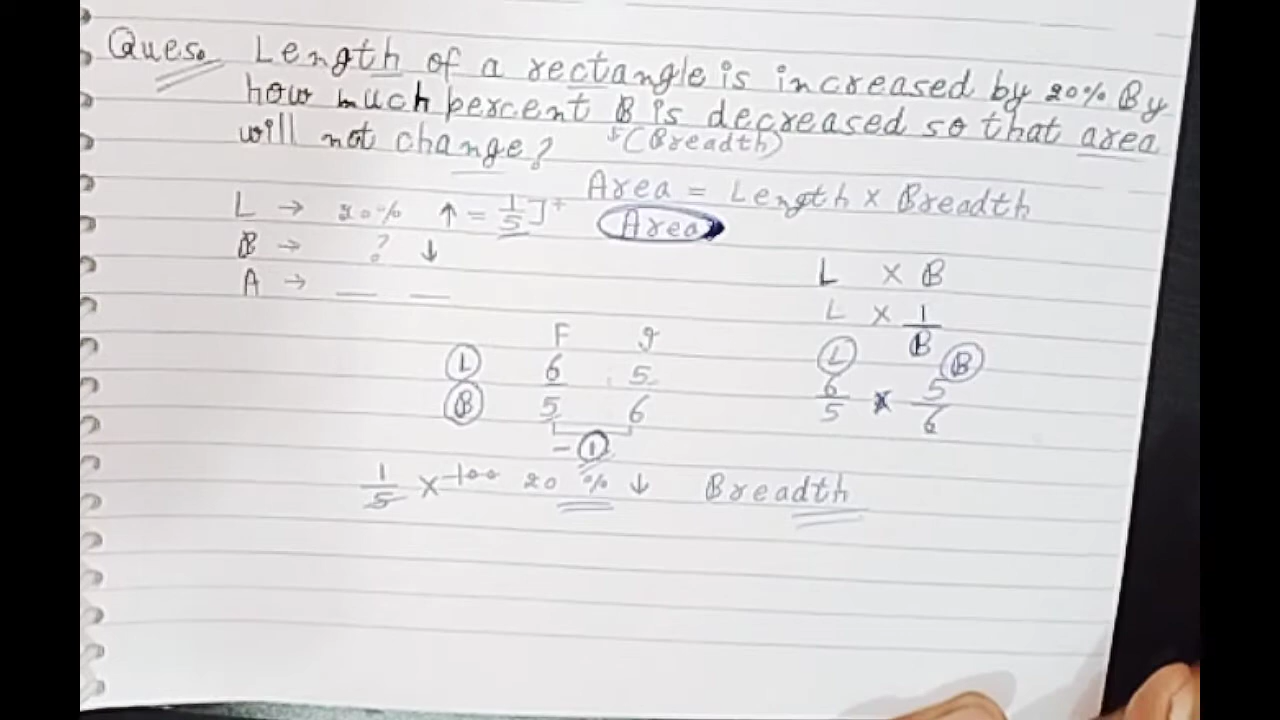 Ques. Length of a rectangle is increased by 20% By
how much percent B is decreased so that area
will not change? (Breadth)
Area = Length × Breadth
L → 20% ↑ = 1/5]+ Area
B → ? ↓
A → — —
L × B
L × 1/B
F g
L 6 5
B 5 6
L B
6/5 × 5/6
- 1
1/5 × 100 20 % ↓ Breadth